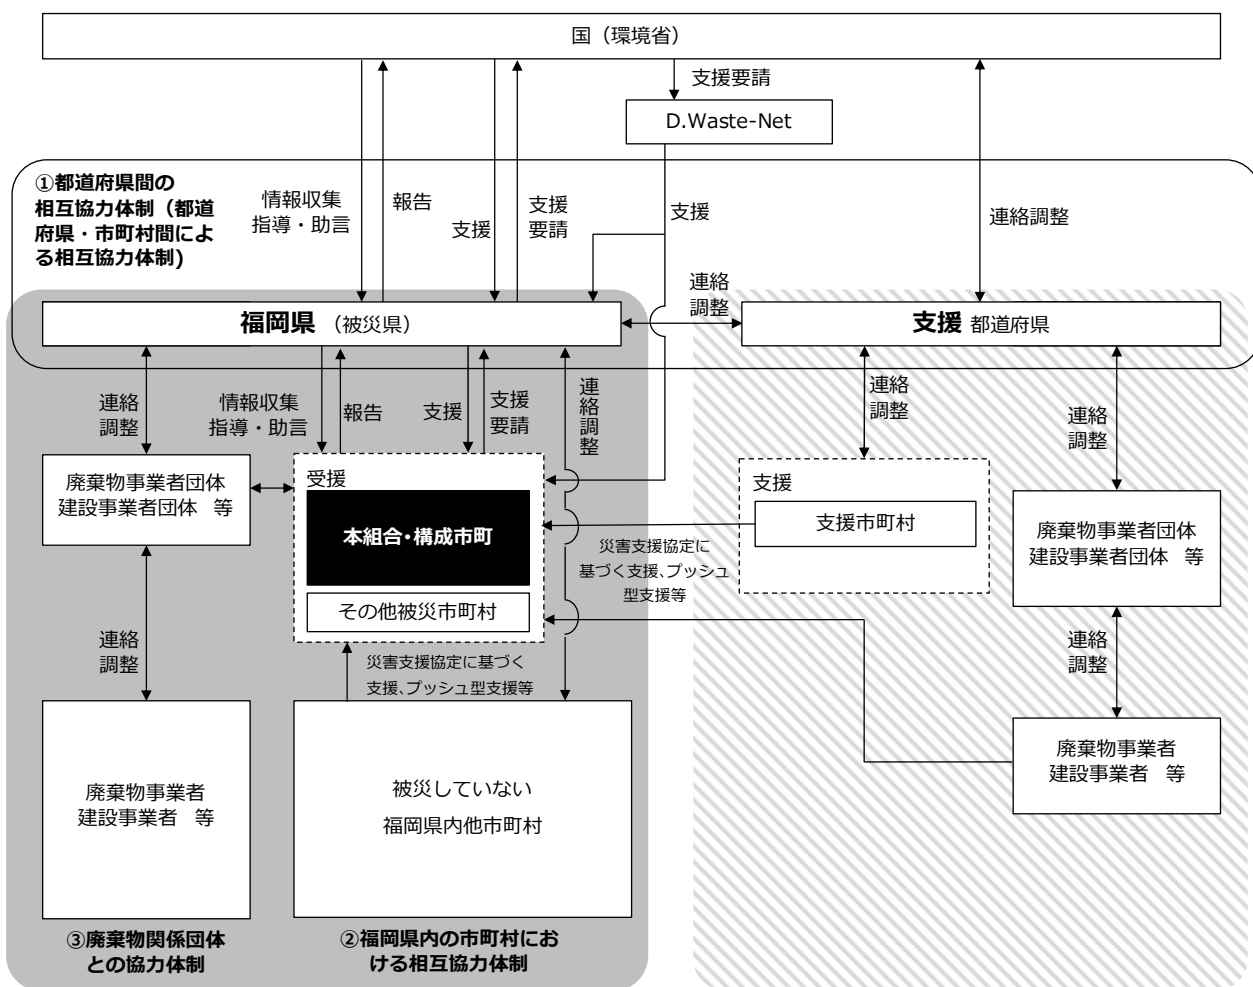 国（環境省）
支援要請
D.Waste-Net
①都道府県間の
相互協力体制（都道
府県・市町村間によ
る相互協力体制)
情報収集
指導・助言
報告
支援
支援
要請
支援
連絡調整
福岡県 （被災県）
連絡
調整
支援 都道府県
連絡
調整
情報収集
指導・助言
報告
支援
支援
要請
連絡調整
連絡
調整
連絡
調整
廃棄物事業者団体
建設事業者団体　等
受援
本組合・構成市町
その他被災市町村
支援
支援市町村
災害支援協定に
基づく支援、プッシュ
型支援等
廃棄物事業者団体
建設事業者団体 等
連絡
調整
災害支援協定に基づく
支援、プッシュ型支援等
連絡
調整
廃棄物事業者
建設事業者　等
被災していない
福岡県内他市町村
廃棄物事業者
建設事業者　等
③廃棄物関係団体
との協力体制
②福岡県内の市町村にお
ける相互協力体制